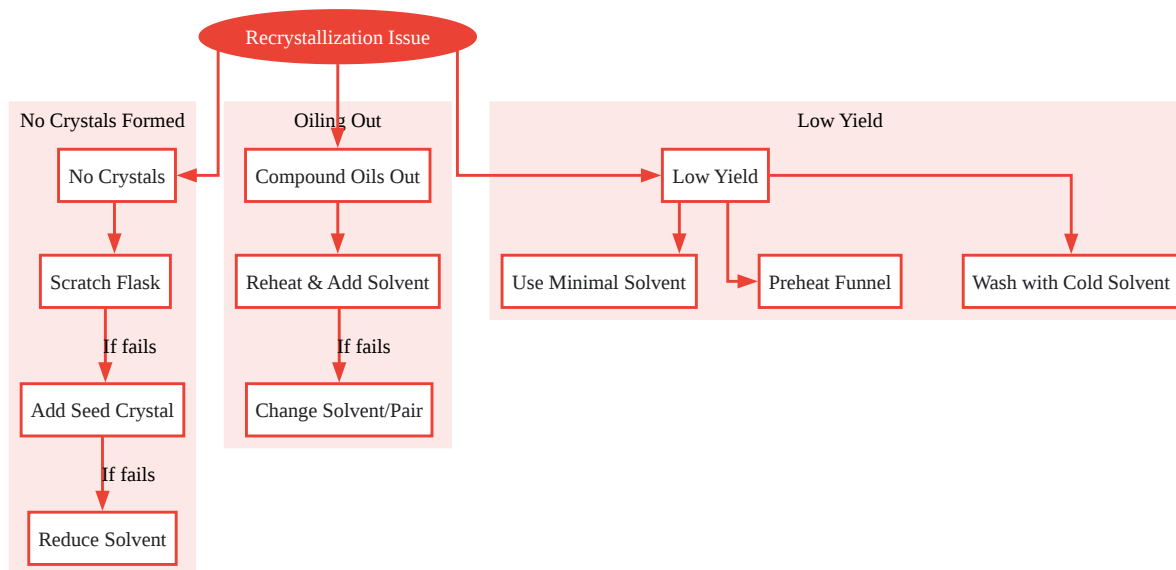 Recrystallization Issue
No Crystals Formed
Oiling Out
Low Yield
No Crystals
Compound Oils Out
Low Yield
Scratch Flask
Reheat & Add Solvent
Use Minimal Solvent
Preheat Funnel
Wash with Cold Solvent
If fails
If fails
Add Seed Crystal
Change Solvent/Pair
If fails
Reduce Solvent